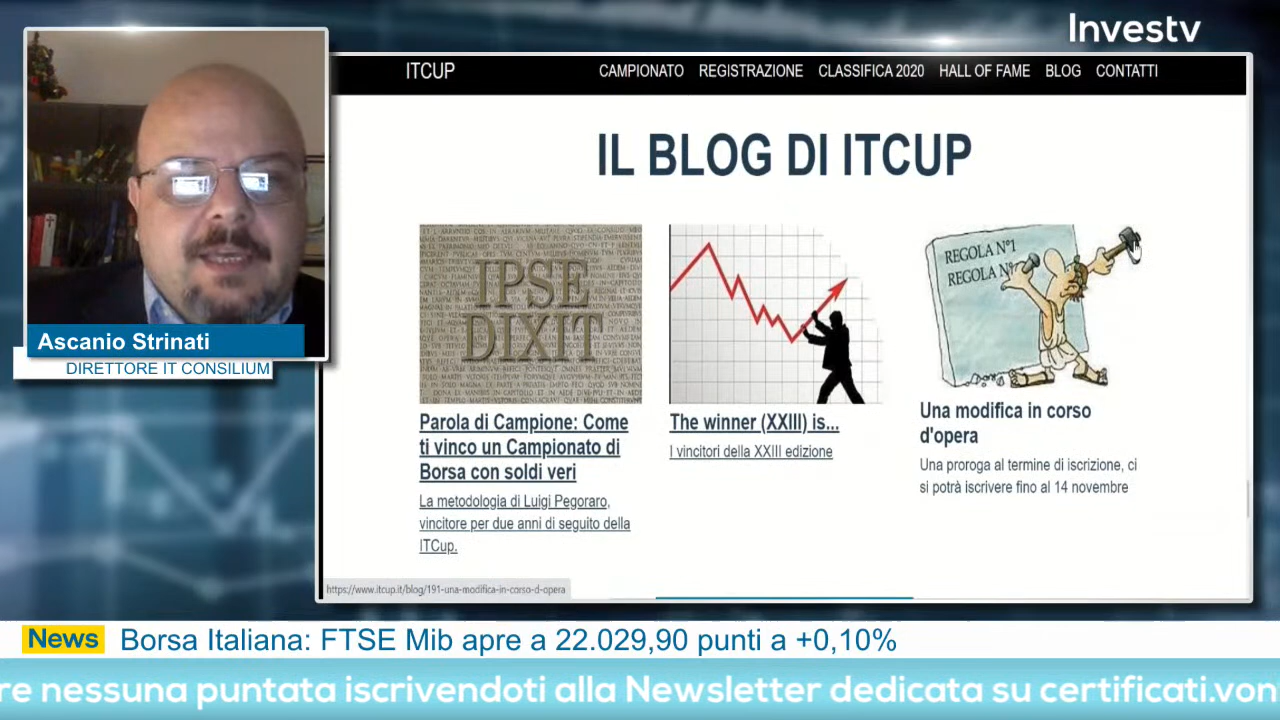 Investv
ITCUP
CAMPIONATO REGISTRAZIONE CLASSIFICA 2020 HALL OF FAME BLOG CONTATTI
IL BLOG DI ITCUP
IPSE
DIXIT
REGOLA N°1
REGOLA N°
Parola di Campione: Come
ti vinco un Campionato di
Borsa con soldi veri
La metodologia di Luigi Pegoraro,
vincitore per due anni di seguito della
ITCup.
The winner (XXIII) is...
I vincitori della XXIII edizione
Una modifica in corso
d'opera
Una proroga al termine di iscrizione, ci
si potrà iscrivere fino al 14 novembre
https://www.itcup.it/blog/191-una-modifica-in-corso-d-opera
Ascanio Strinati
DIRETTORE IT CONSILIUM
News Borsa Italiana: FTSE Mib apre a 22.029,90 punti a +0,10%
re nessuna puntata iscrivendoti alla Newsletter dedicata su certificati.von